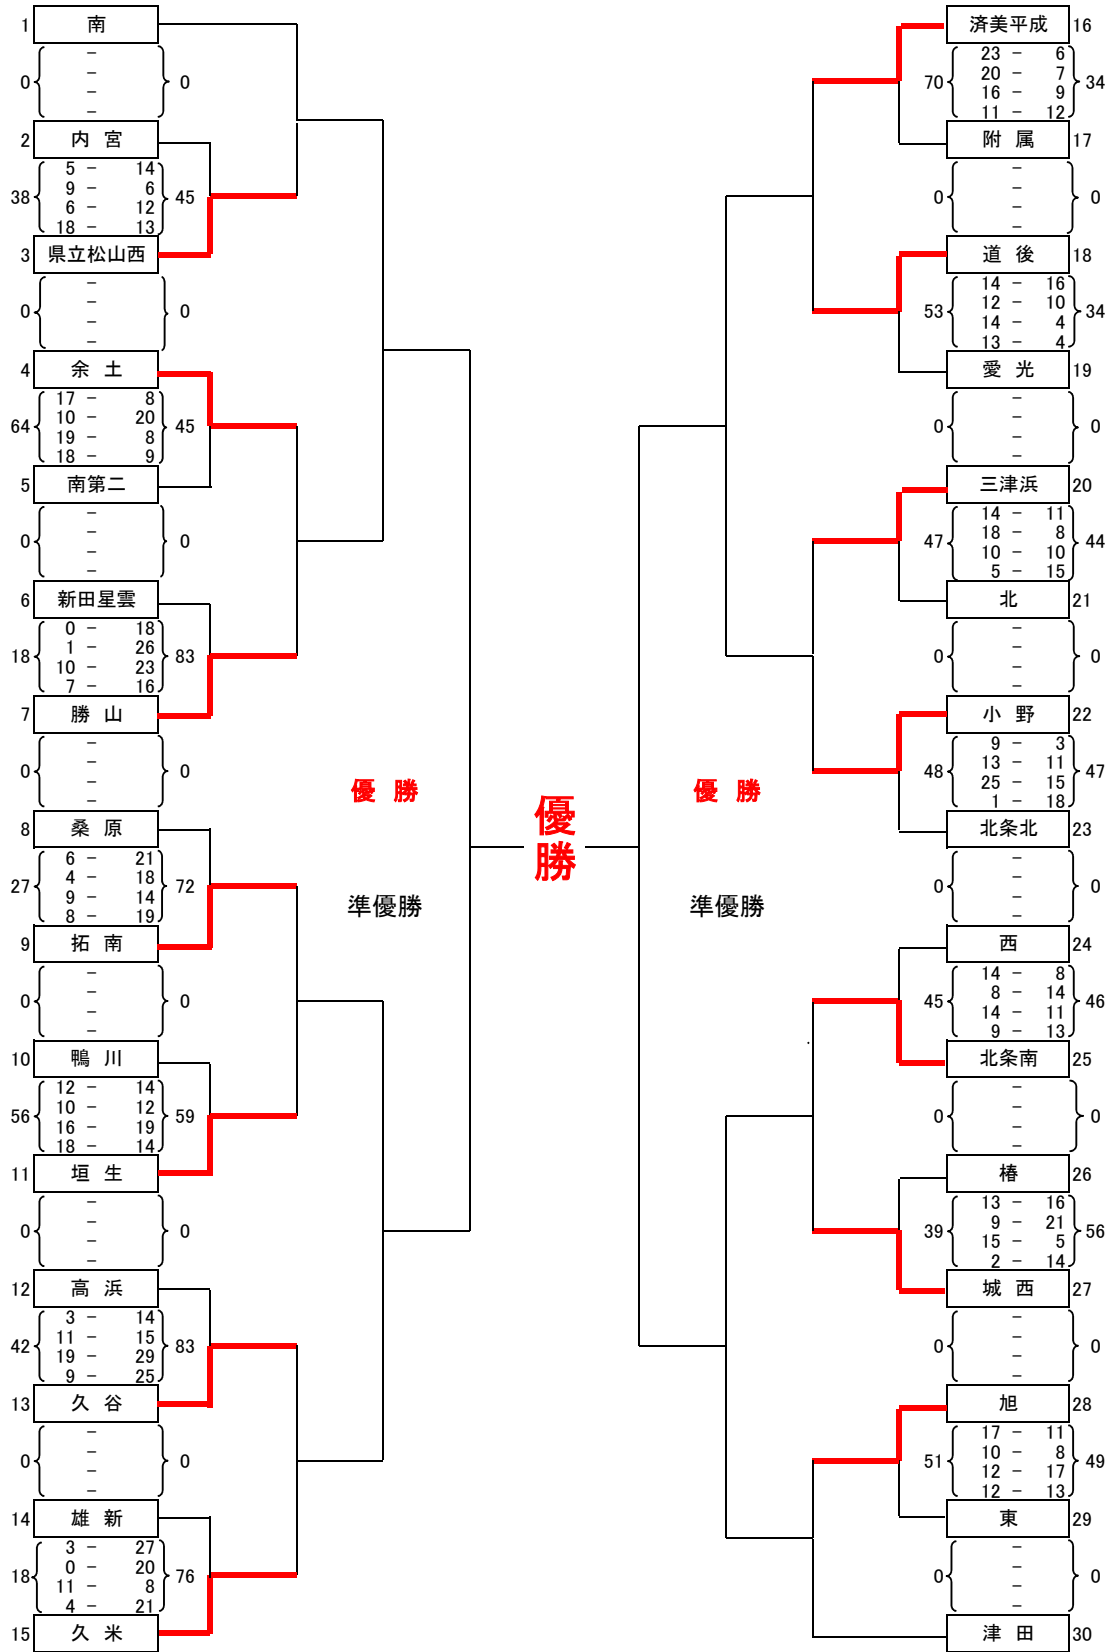 1 南
–
–
0 – 0
–
2 内 宮
5 – 14
9 – 6
38 45
6 – 12
18 – 13
3 県立松山西
–
–
0 – 0
–
4 余 土
17 – 8
10 – 20
64 45
19 – 8
18 – 9
5 南第二
–
–
0 – 0
–
6 新田星雲
0 – 18
1 – 26
18 83
10 – 23
7 – 16
7 勝 山
–
–
0 – 0
–
8 桑 原
6 – 21
4 – 18
27 72
9 – 14
8 – 19
9 拓 南
–
–
0 – 0
–
10 鴨 川
12 – 14
10 – 12
56 59
16 – 19
18 – 14
11 垣 生
–
–
0 – 0
–
12 高 浜
3 – 14
11 – 15
42 83
19 – 29
9 – 25
13 久 谷
–
–
0 – 0
–
14 雄 新
3 – 27
0 – 20
18 76
11 – 8
4 – 21
15 久 米
優 勝
準優勝
優
勝
優 勝
準優勝
済美平成 16
23 – 6
20 – 7
70 34
16 – 9
11 – 12
附 属 17
–
–
0 – 0
–
道 後 18
14 – 16
12 – 10
53 34
14 – 4
13 – 4
愛 光 19
–
–
0 – 0
–
三津浜 20
14 – 11
18 – 8
47 44
10 – 10
5 – 15
北 21
–
–
0 – 0
–
小 野 22
9 – 3
13 – 11
48 47
25 – 15
1 – 18
北条北 23
–
–
0 – 0
–
西 24
14 – 8
8 – 14
45 46
14 – 11
9 – 13
北条南 25
–
–
0 – 0
–
椿 26
13 – 16
9 – 21
39 56
15 – 5
2 – 14
城 西 27
–
–
0 – 0
–
旭 28
17 – 11
10 – 8
51 49
12 – 17
12 – 13
東 29
–
–
0 – 0
–
津 田 30